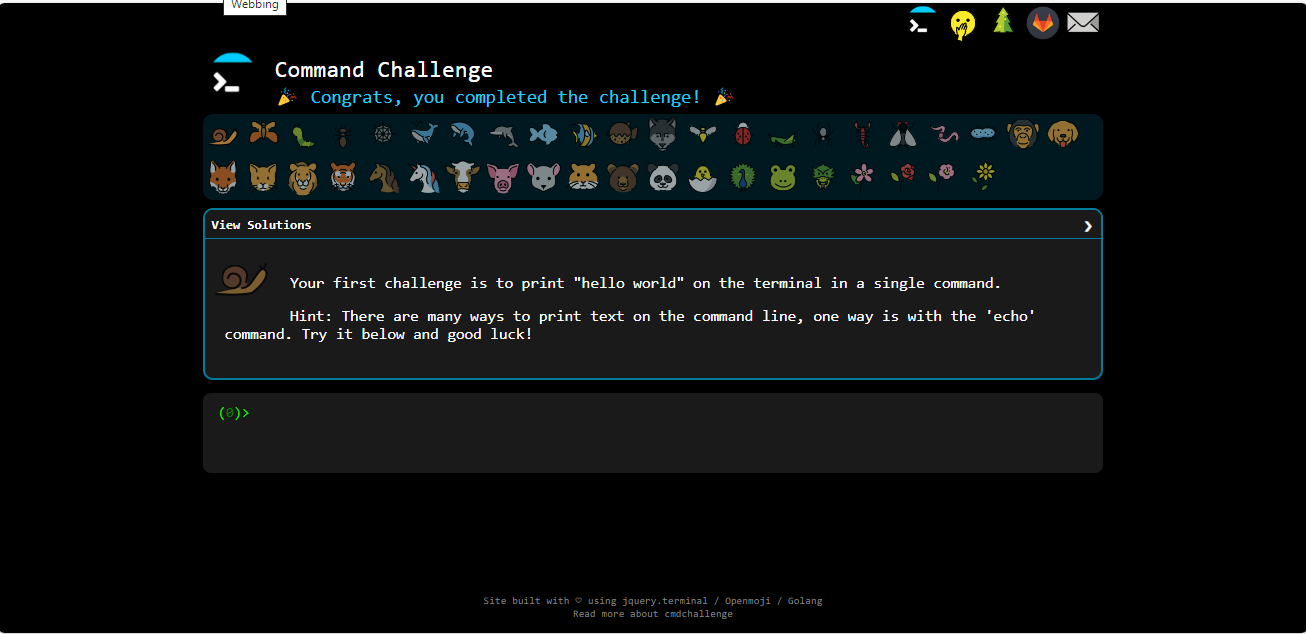 Webbing
Command Challenge
Congrats, you completed the challenge!
View Solutions
Your first challenge is to print "hello world" on the terminal in a single command.
Hint: There are many ways to print text on the command line, one way is with the 'echo'
command. Try it below and good luck!
(0)>
Site built with ♡ using jquery.terminal / Openmoji / Golang
Read more about cmdchallenge